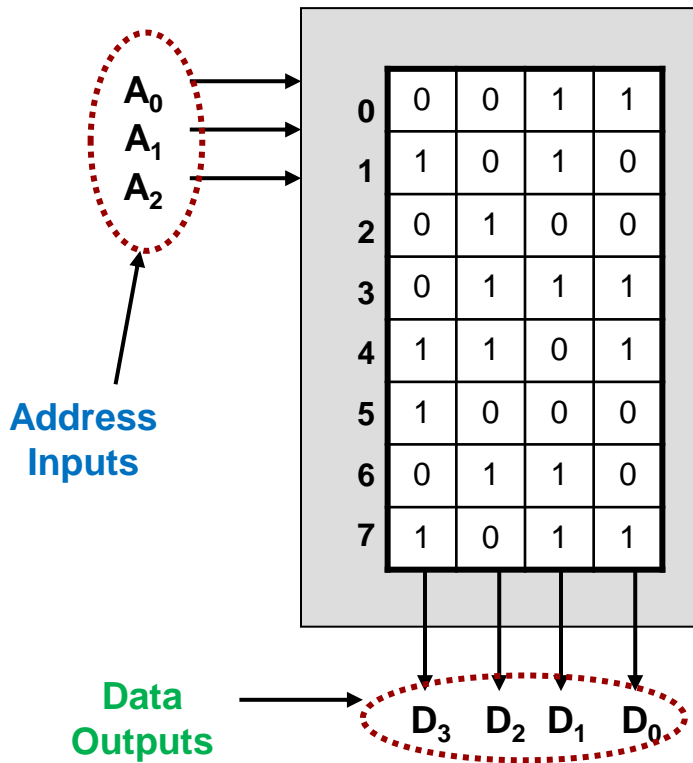 A0
A1
A2
0 0 0 1 1
1 1 0 1 0
2 0 1 0 0
3 0 1 1 1
4 1 1 0 1
5 1 0 0 0
6 0 1 1 0
7 1 0 1 1
Address
Inputs
Data
Outputs
D3 D2 D1 D0